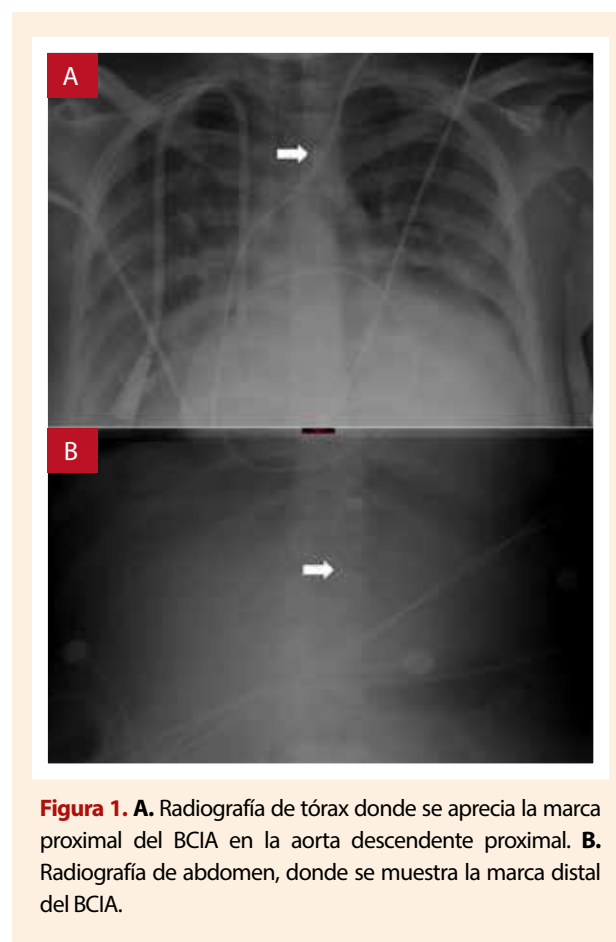 A
B
Figura 1. A. Radiografía de tórax donde se aprecia la marca
proximal del BCIA en la aorta descendente proximal. B.
Radiografía de abdomen, donde se muestra la marca distal
del BCIA.